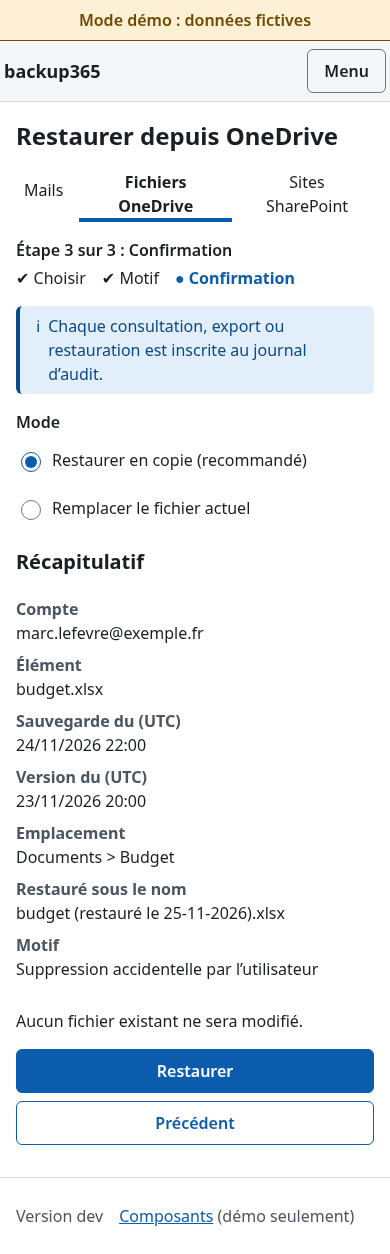 Mode démo : données fictives
backup365
Menu
Restaurer depuis OneDrive
Mails
Fichiers
OneDrive
Sites
SharePoint
Étape 3 sur 3 : Confirmation
✔ Choisir ✔ Motif ● Confirmation
i Chaque consultation, export ou
restauration est inscrite au journal
d’audit.
Mode
Restaurer en copie (recommandé)
Remplacer le fichier actuel
Récapitulatif
Compte
marc.lefevre@exemple.fr
Élément
budget.xlsx
Sauvegarde du (UTC)
24/11/2026 22:00
Version du (UTC)
23/11/2026 20:00
Emplacement
Documents > Budget
Restauré sous le nom
budget (restauré le 25-11-2026).xlsx
Motif
Suppression accidentelle par l’utilisateur
Aucun fichier existant ne sera modifié.
Restaurer
Précédent
Version dev Composants (démo seulement)